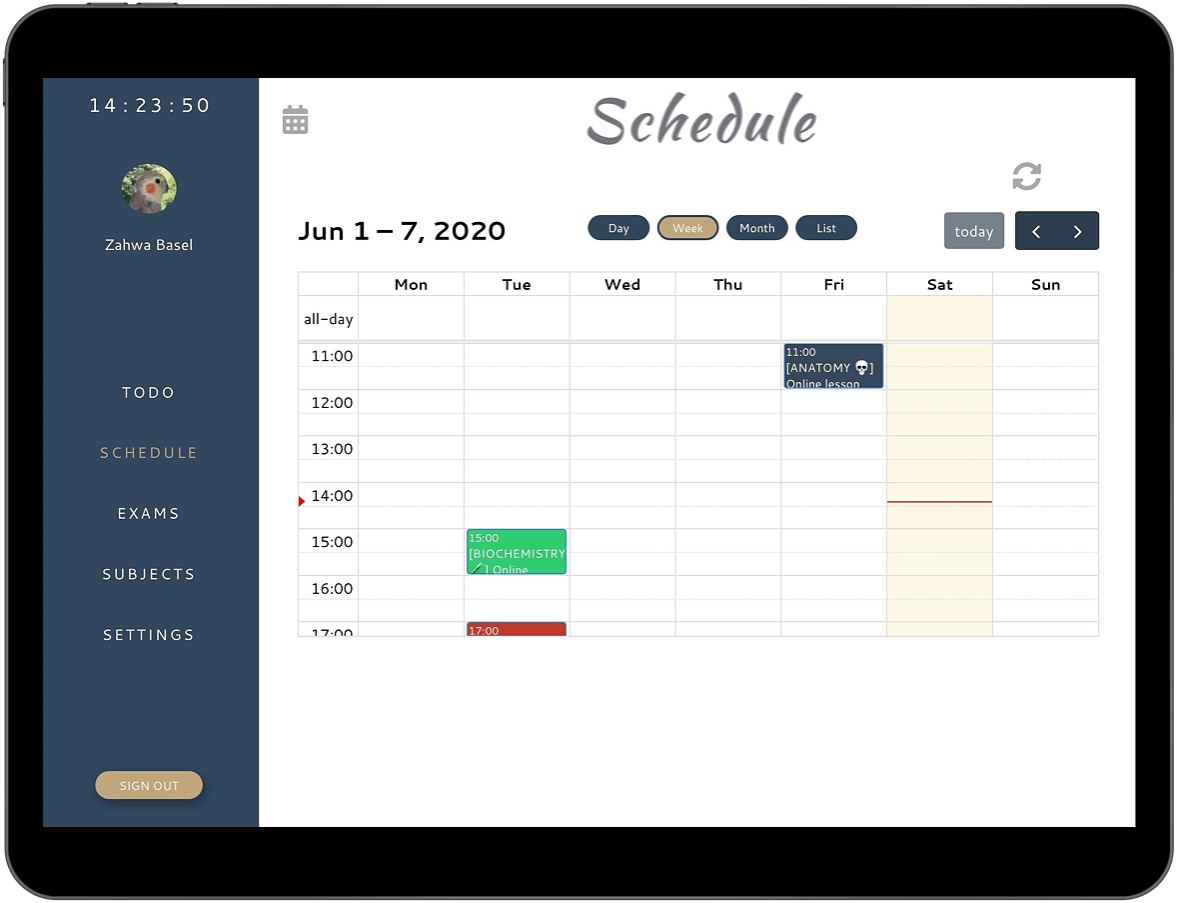 14:23:50
Schedule
Zahwa Basel
Jun 1 – 7, 2020
Day
Week
Month
List
today
Mon
Tue
Wed
Thu
Fri
Sat
Sun
all-day
11:00
11:00
[ANATOMY 💀]
Online lesson
12:00
13:00
14:00
15:00
15:00
[BIOCHEMISTRY
🧪] Online
16:00
17:00
17:00
TODO
SCHEDULE
EXAMS
SUBJECTS
SETTINGS
SIGN OUT